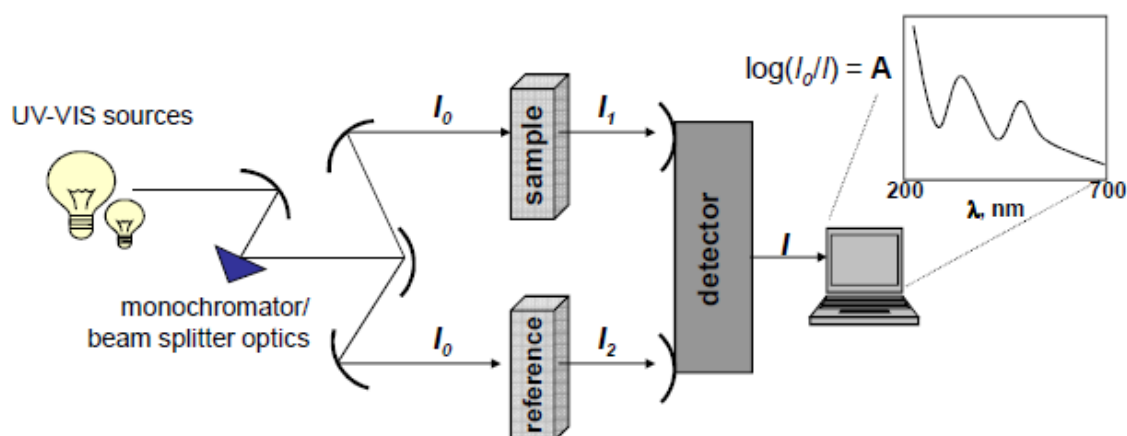 UV-VIS sources
monochromator/
beam splitter optics
I0
sample
I1
I0
reference
I2
detector
I
log(I0/I) = A
200
700
λ, nm